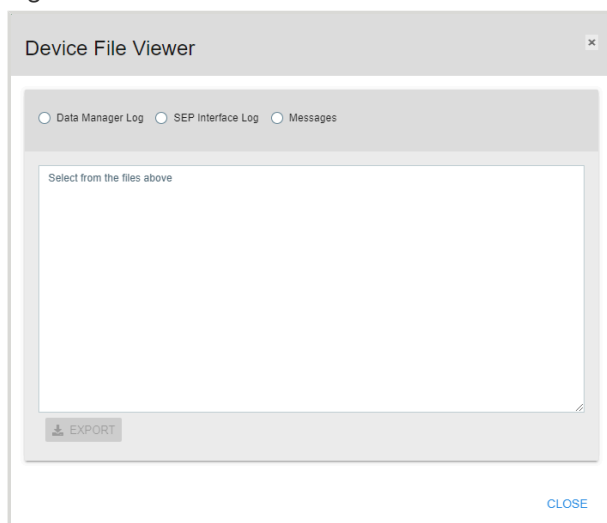 Device File Viewer
×
Data Manager Log SEP Interface Log Messages
Select from the files above
EXPORT
CLOSE